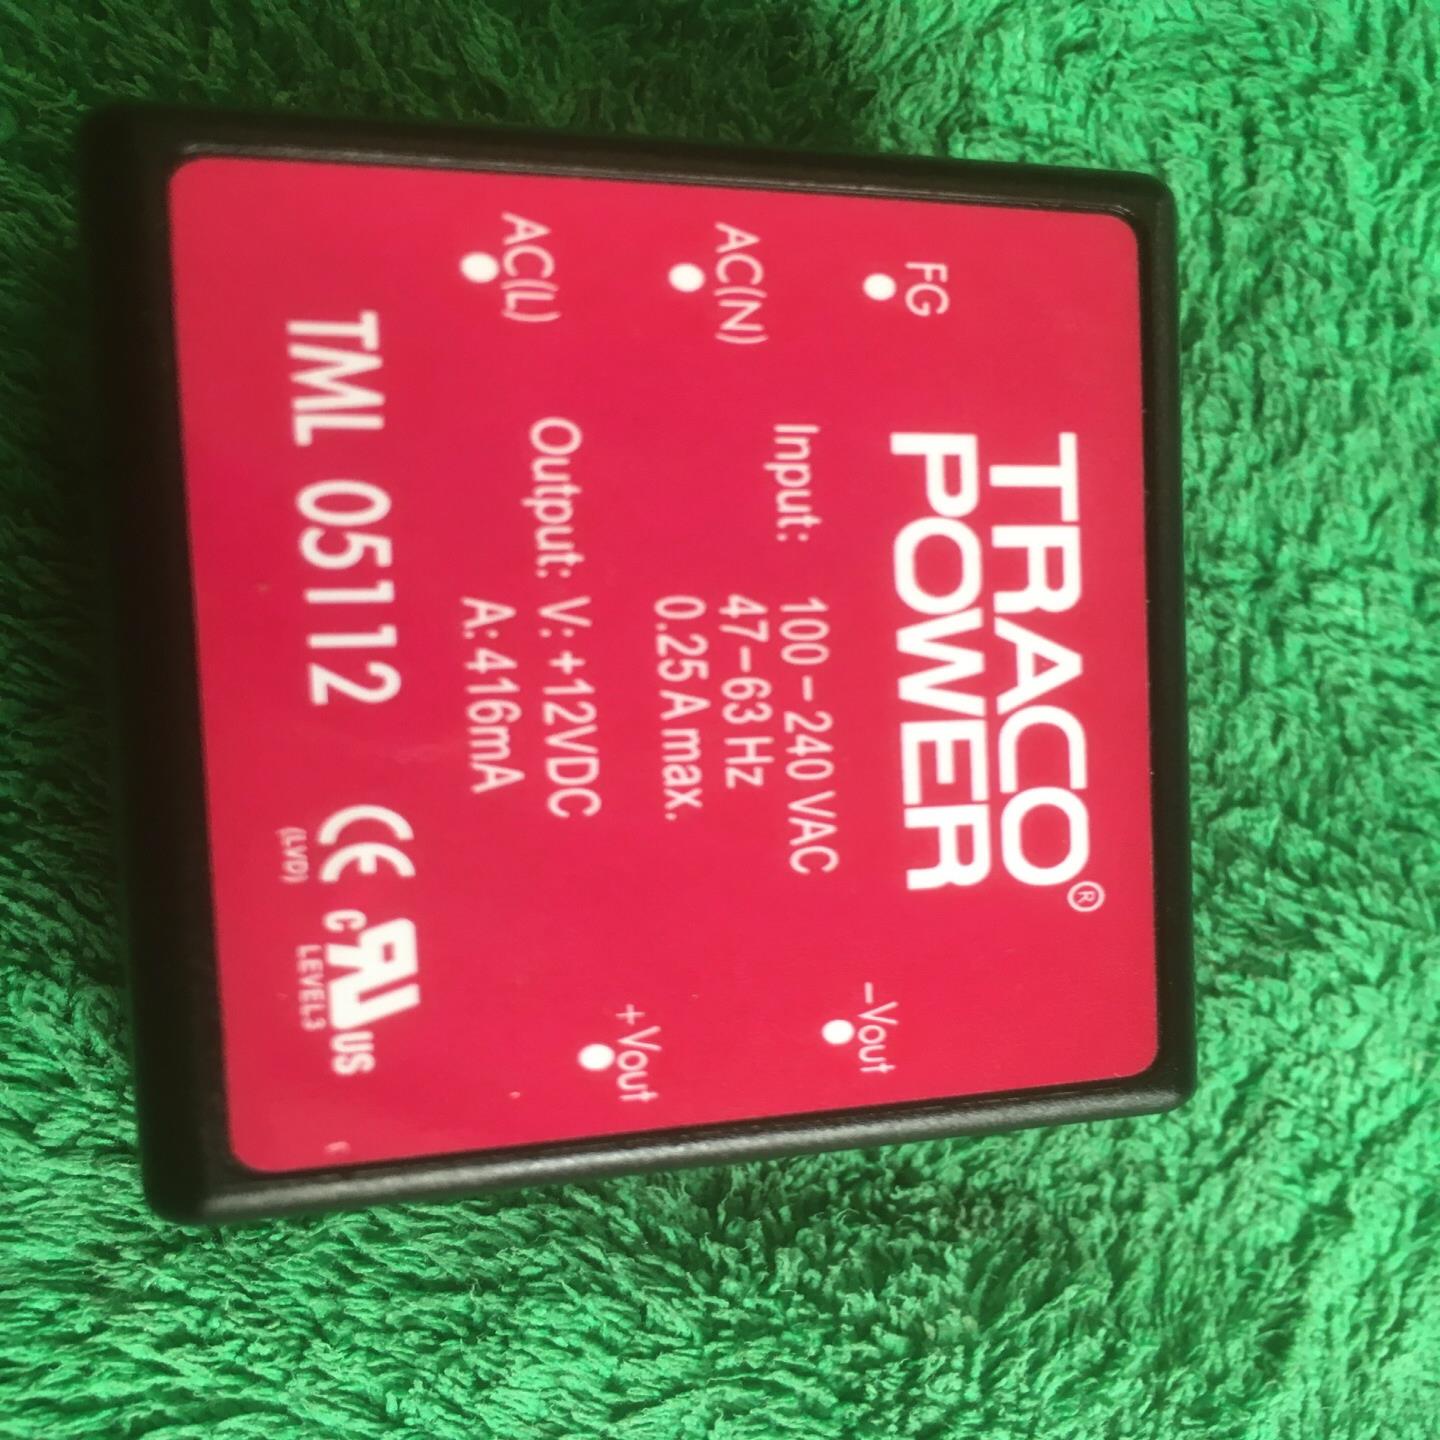 TRACO
POWER®
FG
AC(N)
AC(L)
Input: 100–240 VAC
47–63 Hz
0.25 A max.
Output: V: +12VDC
A: 416mA
–Vout
+Vout
TML 05112
CE
(LVD)
c RU US
LEVEL3